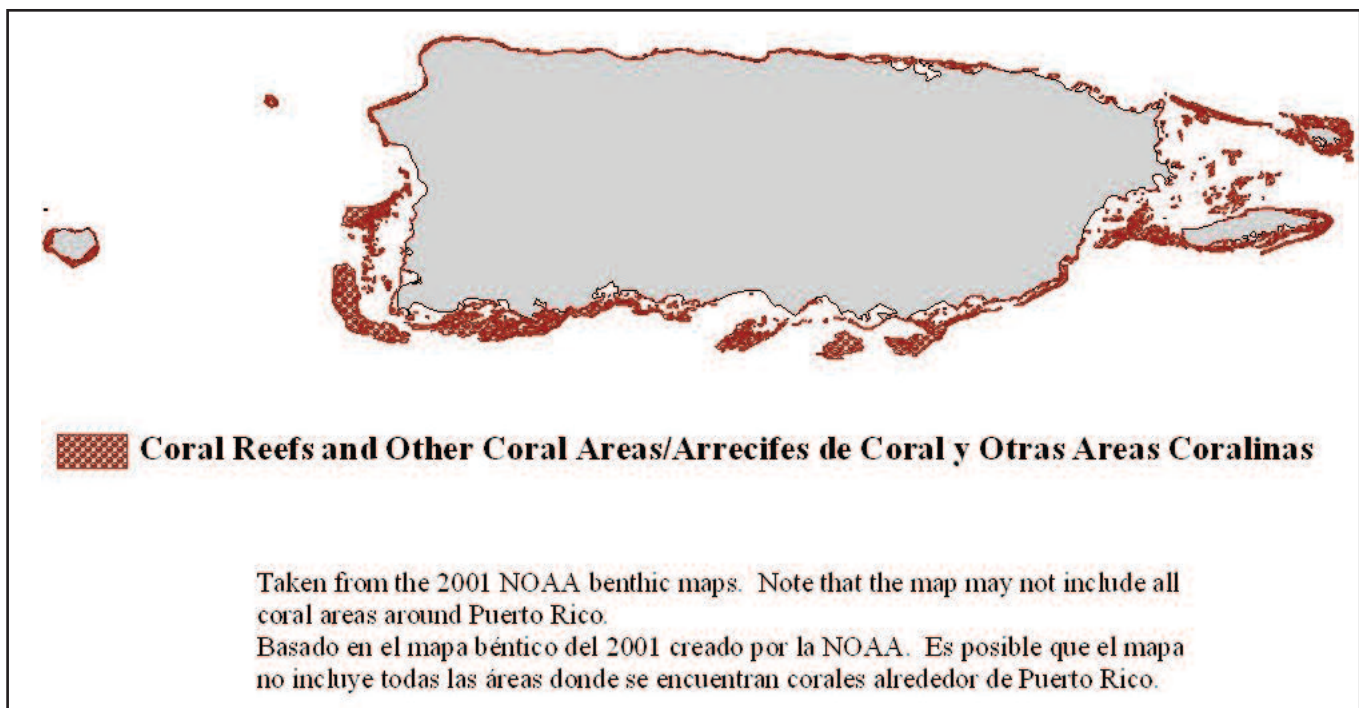 Coral Reefs and Other Coral Areas/Arrecifes de Coral y Otras Areas Coralinas
Taken from the 2001 NOAA benthic maps.  Note that the map may not include all
coral areas around Puerto Rico.
Basado en el mapa béntico del 2001 creado por la NOAA.  Es posible que el mapa
no incluye todas las áreas donde se encuentran corales alrededor de Puerto Rico.